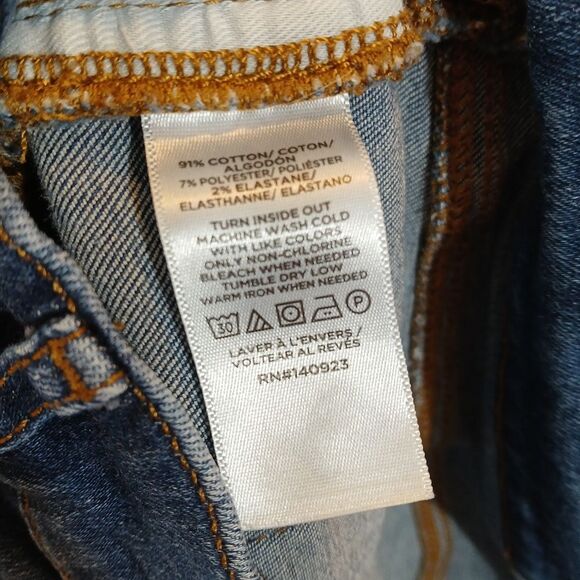 91% COTTON/ COTON/
ALGODÓN
7% POLYESTER/ POLIÉSTER
2% ELASTANE/
ELASTHANNE/ ELASTANO
TURN INSIDE OUT
MACHINE WASH COLD
WITH LIKE COLORS
ONLY NON-CHLORINE
BLEACH WHEN NEEDED
TUMBLE DRY LOW
WARM IRON WHEN NEEDED
30 P
LAVER À L'ENVERS/
VOLTEAR AL REVÉS
RN#140923